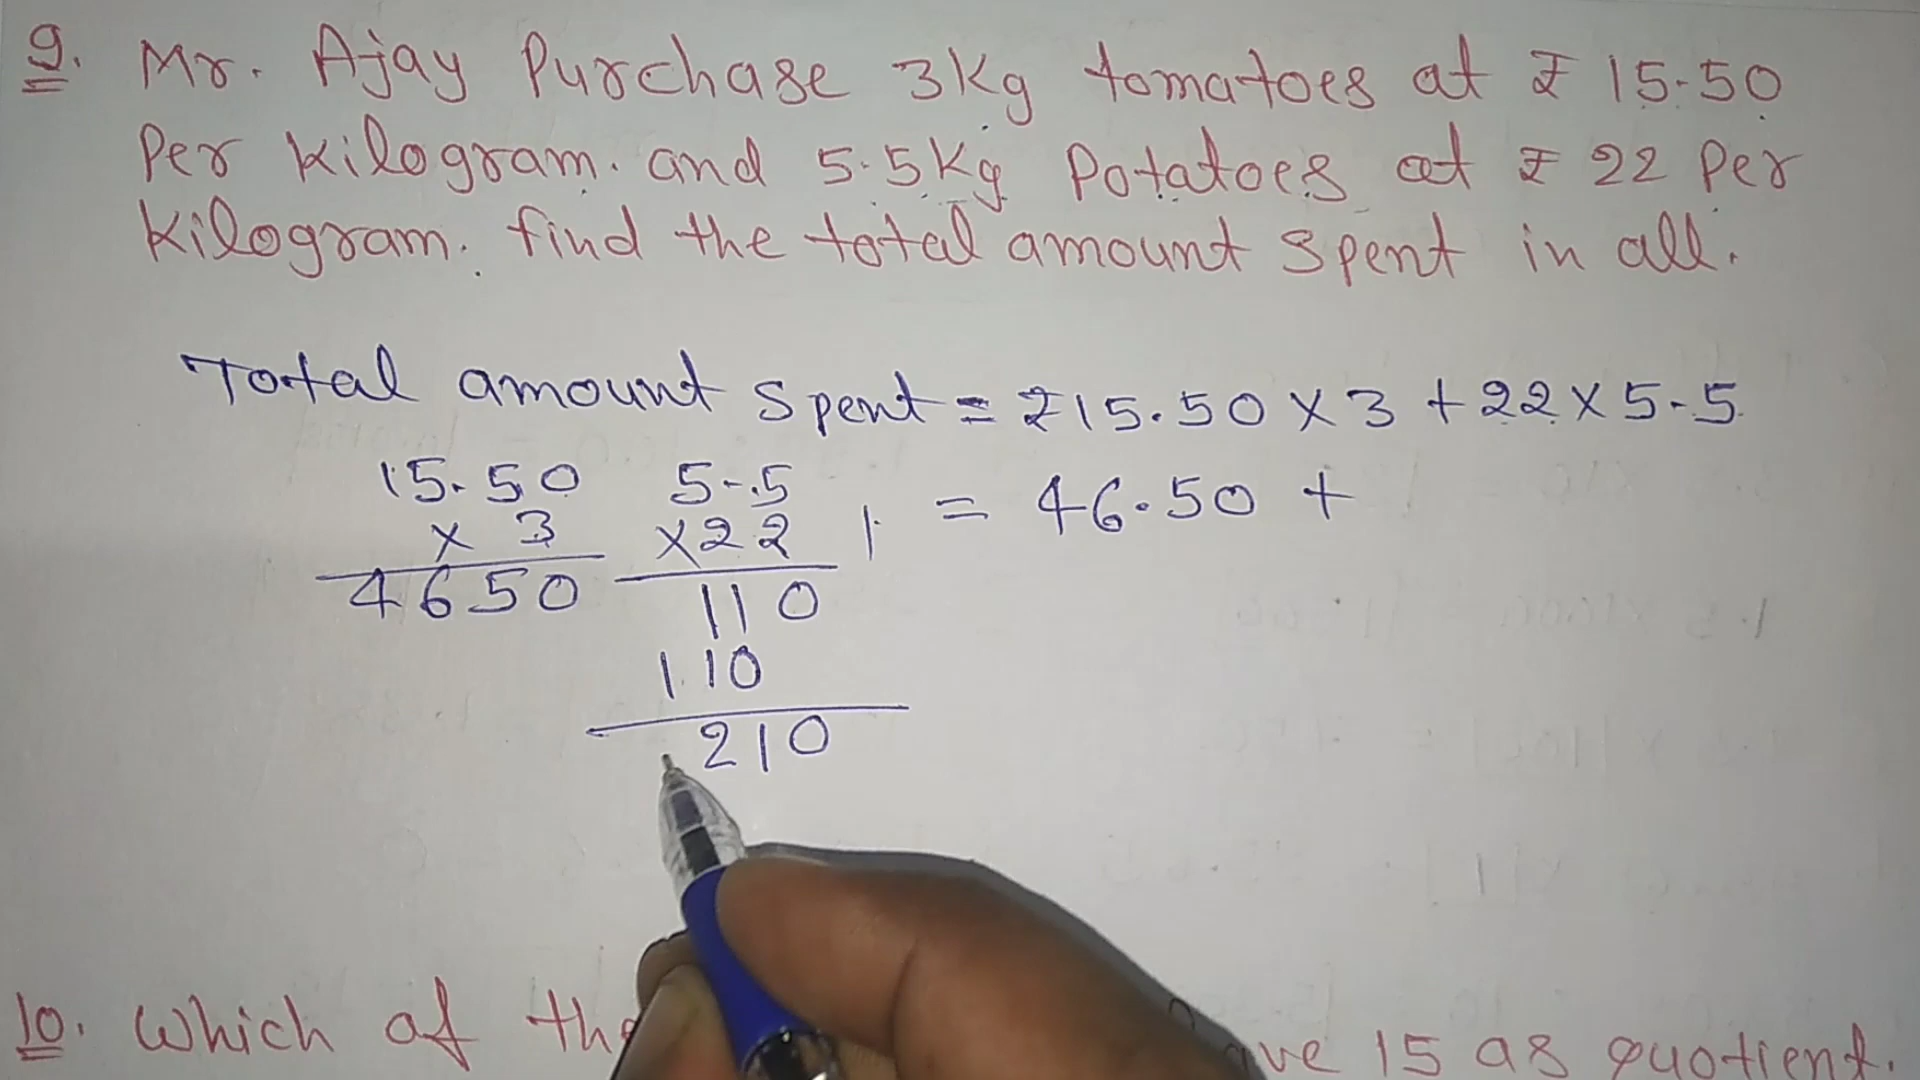 9. Mr. Ajay Purchase 3Kg tomatoes at ₹ 15.50
Per kilogram. and 5.5Kg Potatoes at ₹ 22 Per
kilogram. find the total amount spent in all.
Total amount spent = ₹15.50 × 3 + 22 × 5.5
15.50
× 3
4650
5.5
×22
110
110
210
1
= 46.50 +
10. Which of the
15 as quotient.